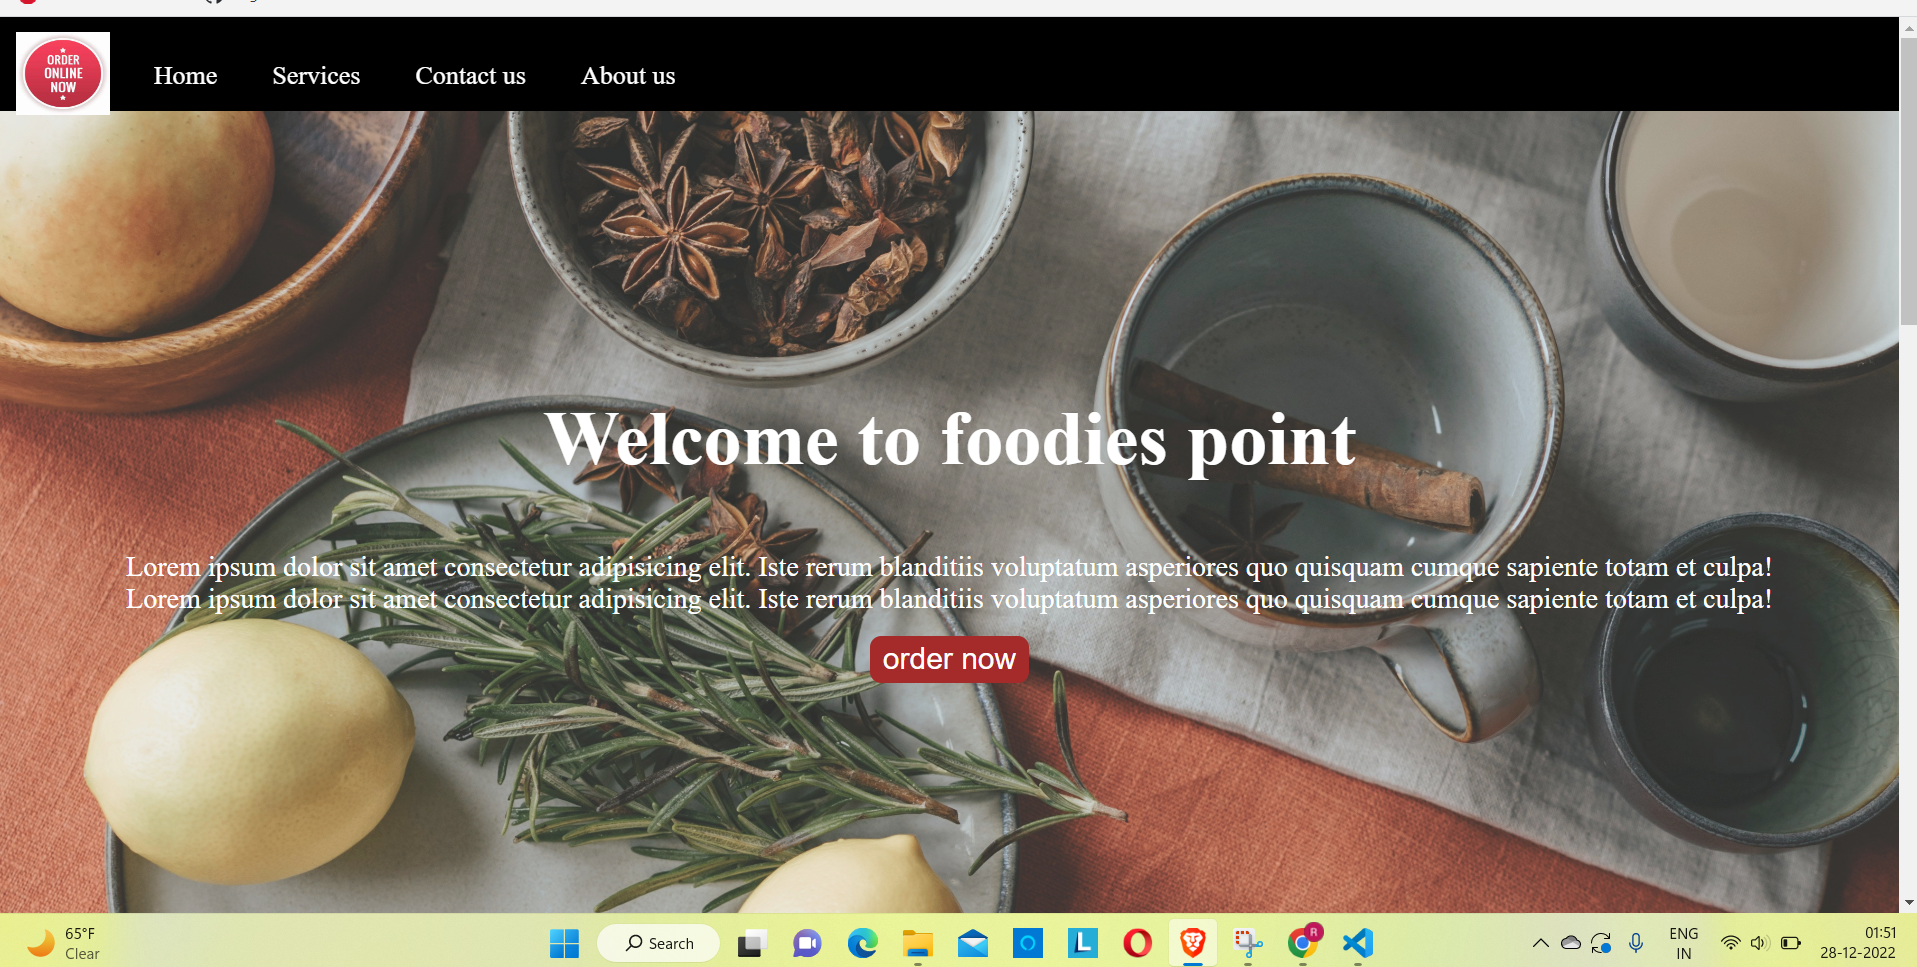 ORDER
ONLINE
NOW
Home
Services
Contact us
About us
Welcome to foodies point
Lorem ipsum dolor sit amet consectetur adipisicing elit. Iste rerum blanditiis voluptatum asperiores quo quisquam cumque sapiente totam et culpa!
Lorem ipsum dolor sit amet consectetur adipisicing elit. Iste rerum blanditiis voluptatum asperiores quo quisquam cumque sapiente totam et culpa!
order now
65°F
Clear
Search
L
R
ENG
IN
01:51
28-12-2022